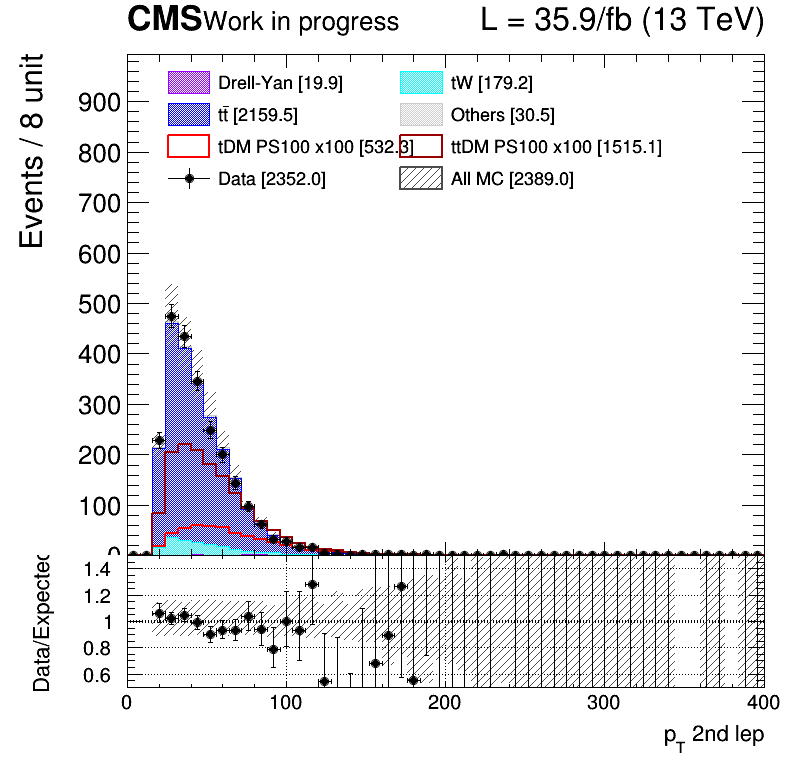 CMS Work in progress L = 35.9/fb (13 TeV)
Events / 8 unit
Drell-Yan [19.9] tW [179.2]
tt̄ [2159.5] Others [30.5]
tDM PS100 x100 [532.3] ttDM PS100 x100 [1515.1]
Data [2352.0] All MC [2389.0]
900
800
700
600
500
400
300
200
100
0
Data/Expected
1.4
1.2
1
0.8
0.6
0 100 200 300 400
p_T 2nd lep